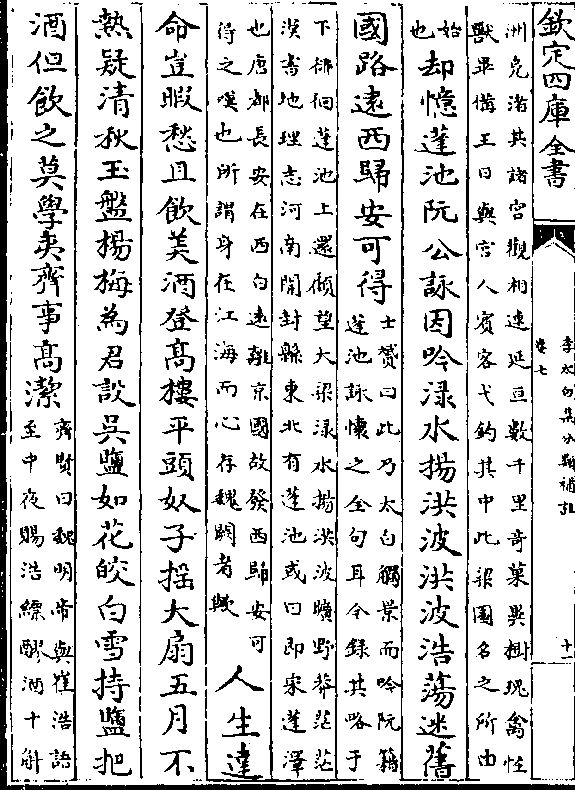 欽定四庫全書
李太白集分類補註
卷七
十一
洲鳬渚其諸宫觀相連延亘數千里竒菓異樹瑰禽怪
獸畢備王日與宫人賓客弋釣其中此梁園名之所由
始
也
却憶蓬池阮公詠因吟渌水揚洪波洪波浩蕩迷舊
國路遠西歸安可得
士贇曰此乃太白觸景而吟阮籍
蓬池詠懷之全句耳今録其略于
下徘徊蓬池上還傾望大梁渌水揚洪波曠野莽茫茫
漢書地理志河南開封縣東北有蓬池或曰即宋蓬澤
也唐都長安在西白遠離京國故發西歸安可
得之嘆也所謂身在江海而心存魏闕者歟
人生達
命豈暇愁且飲美酒登髙樓平頭奴子摇大扇五月不
熱疑清秋玉盤楊梅為君設吳鹽如花皎白雪持鹽把
酒但飲之莫學夷齊事髙潔
齊賢曰魏明帝與崔浩語
至中夜賜浩縹醪酒十斛